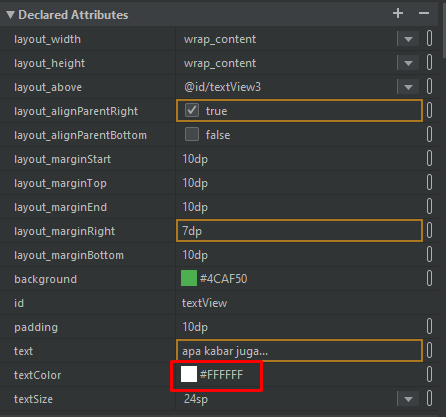 Declared Attributes + −
layout_width wrap_content
layout_height wrap_content
layout_above @id/textView3
layout_alignParentRight true
layout_alignParentBottom false
layout_marginStart 10dp
layout_marginTop 10dp
layout_marginEnd 10dp
layout_marginRight 7dp
layout_marginBottom 10dp
background #4CAF50
id textView
padding 10dp
text apa kabar juga...
textColor #FFFFFF
textSize 24sp